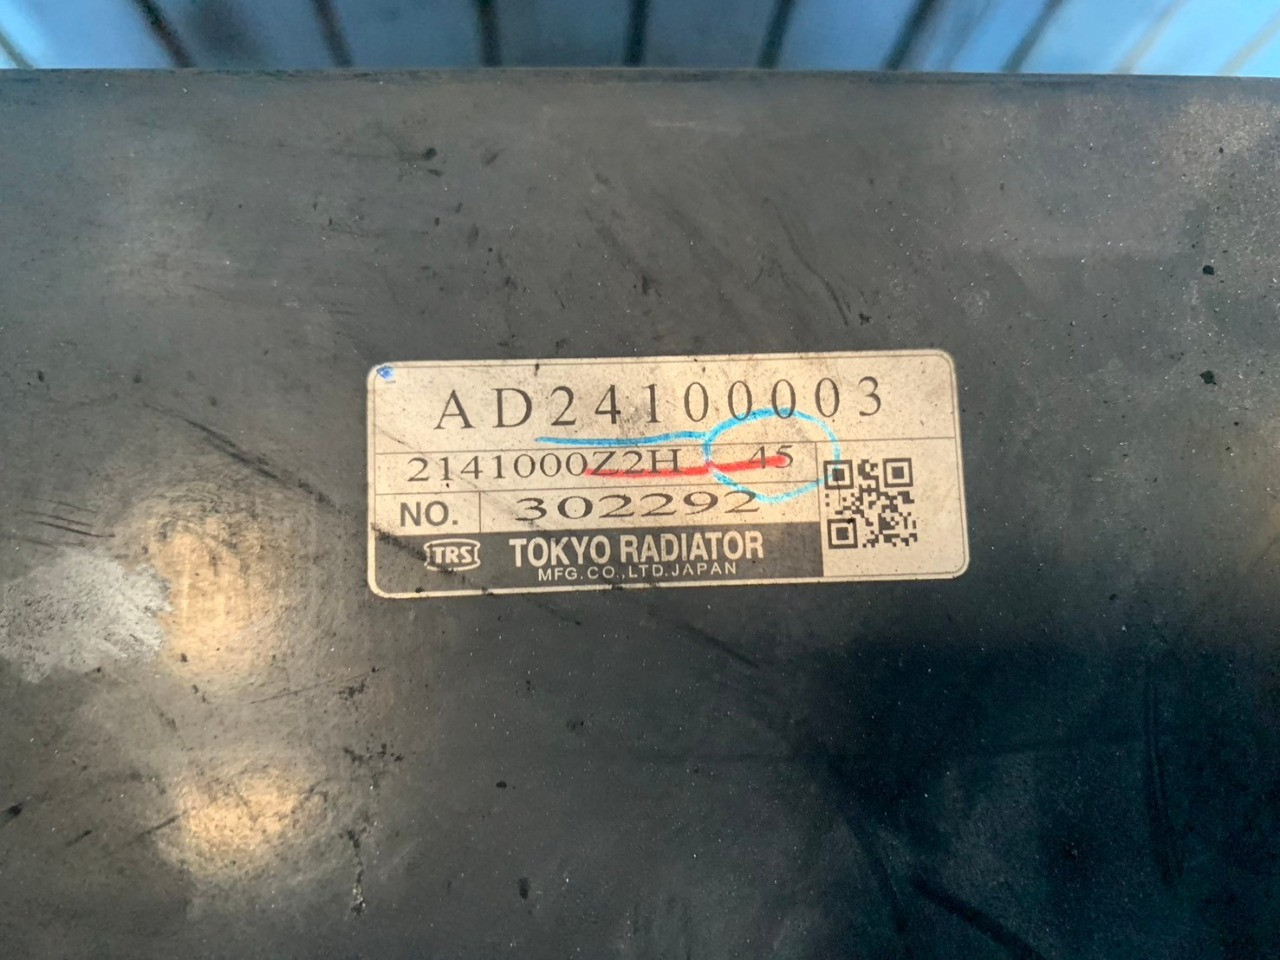 AD24100003
2141000Z2H 45
NO. 302292
TRS TOKYO RADIATOR
MFG.CO.,LTD.JAPAN